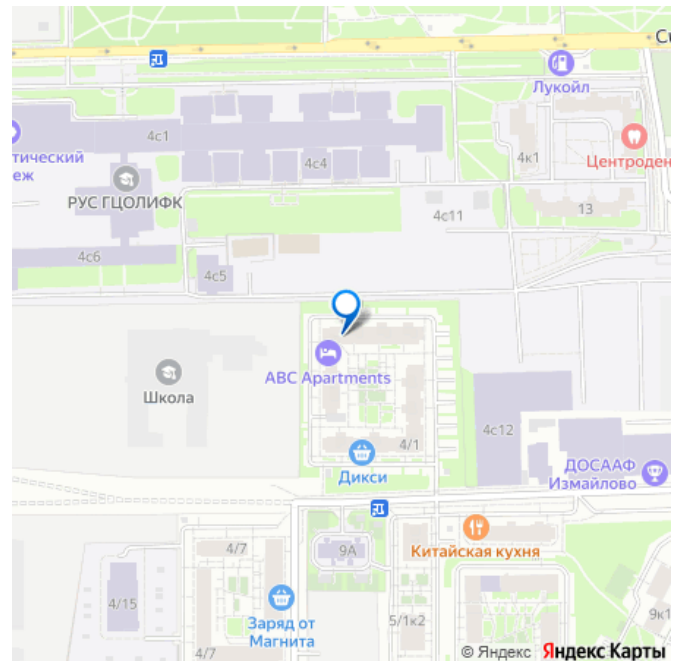 Си
Лукойл
4с1
4с4
4к1
Центроден
тический
еж
РУС ГЦОЛИФК
4с11
13
4с6
4с5
ABC Apartments
Школа
4/1
4с12
Дикси
ДОСААФ
Измайлово
Китайская кухня
4/7
9А
4/15
Заряд от
Магнита
5/1к2
9к1
4/7
© Яндекс Яндекс Карты